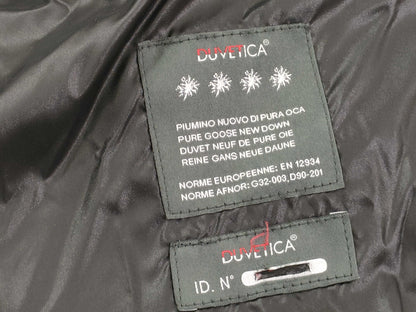 DUVETICA®
PIUMINO NUOVO DI PURA OCA
PURE GOOSE NEW DOWN
DUVET NEUF DE PURE OIE
REINE GANS NEUE DAUNE
NORME EUROPEENNE: EN 12934
NORME AFNOR: G32-003,D90-201
DUVETICA®
d
ID. N°